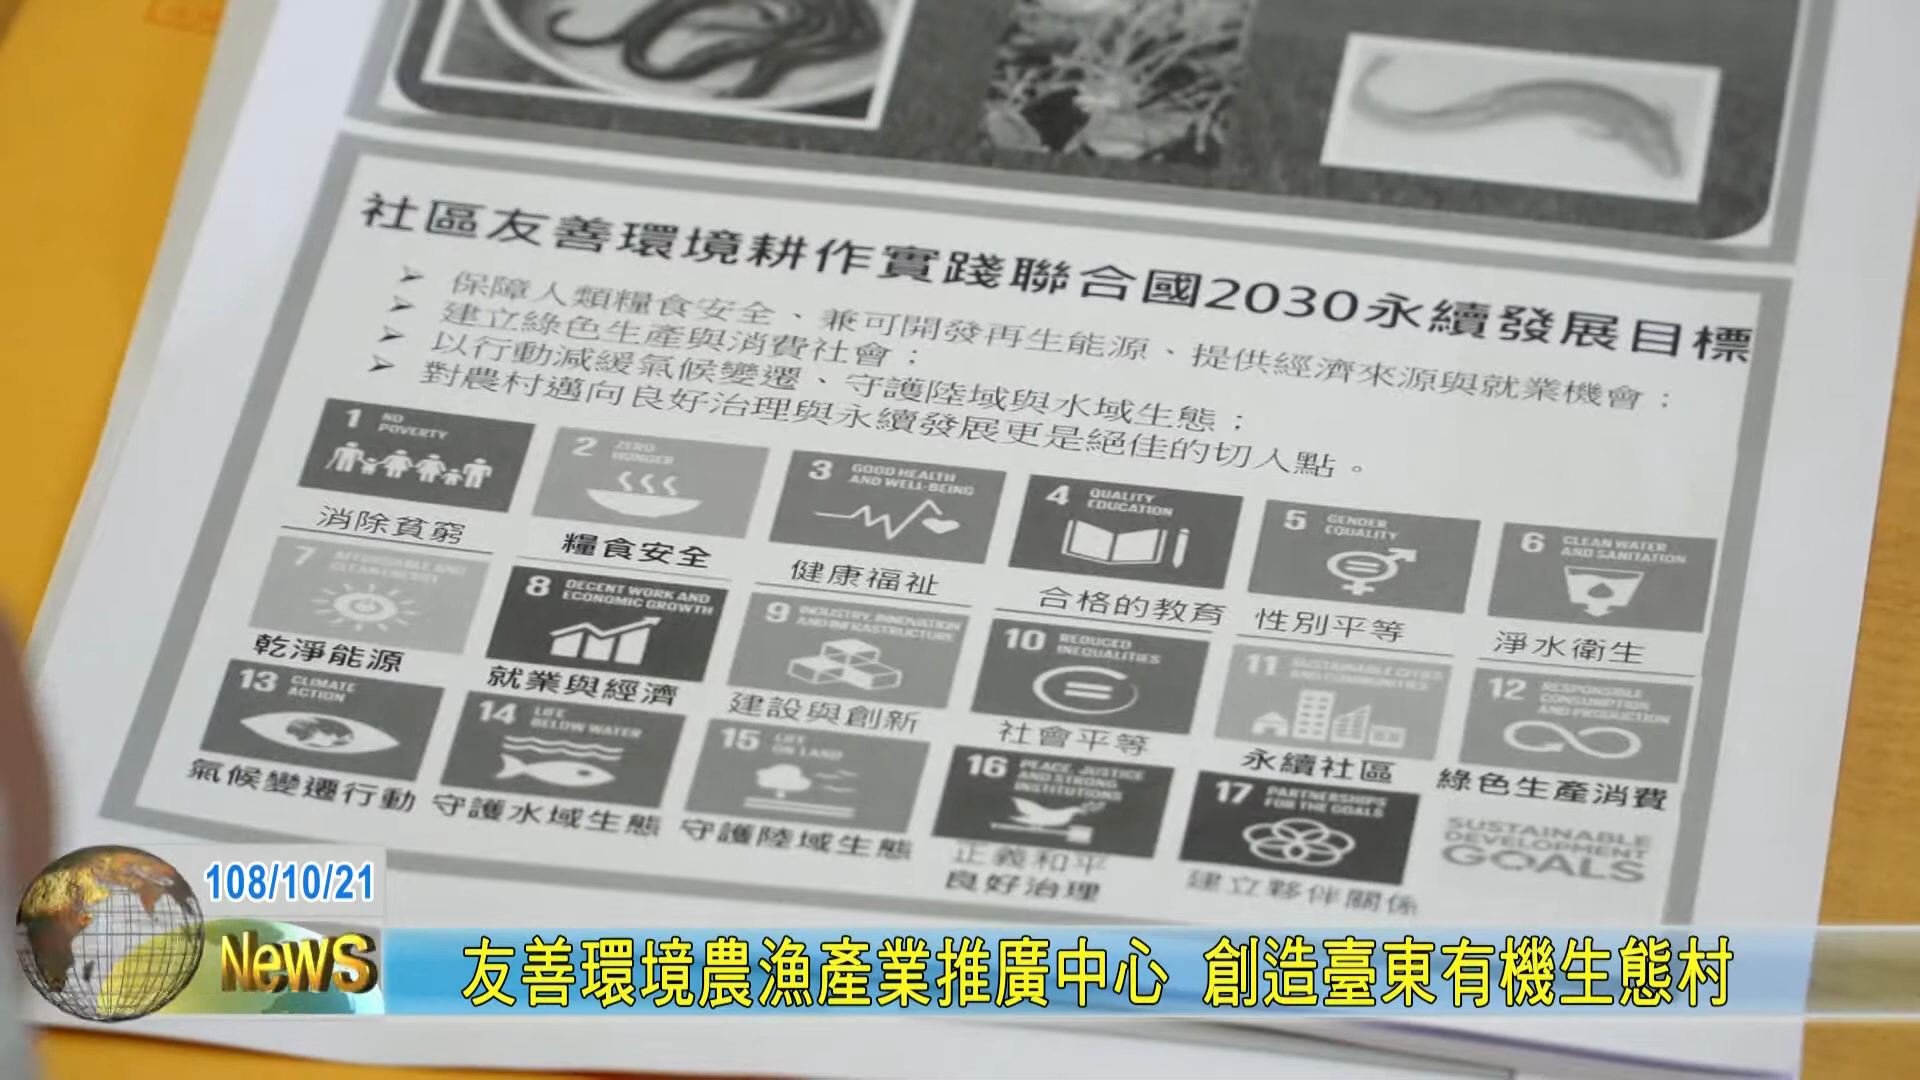 社區友善環境耕作實踐聯合國2030永續發展目標
➢ 保障人類糧食安全、兼可開發再生能源、提供經濟來源與就業機會；
➢ 建立綠色生產與消費社會；
➢ 以行動減緩氣候變遷、守護陸域與水域生態；
➢ 對農村邁向良好治理與永續發展更是絕佳的切入點。
1 NO POVERTY
2 ZERO HUNGER
3 GOOD HEALTH AND WELL-BEING
4 QUALITY EDUCATION
5 GENDER EQUALITY
6 CLEAN WATER AND SANITATION
消除貧窮
糧食安全
健康福祉
合格的教育
性別平等
淨水衛生
7 AFFORDABLE AND CLEAN ENERGY
8 DECENT WORK AND ECONOMIC GROWTH
9 INDUSTRY, INNOVATION AND INFRASTRUCTURE
10 REDUCED INEQUALITIES
11 SUSTAINABLE CITIES AND COMMUNITIES
12 RESPONSIBLE CONSUMPTION AND PRODUCTION
乾淨能源
就業與經濟
建設與創新
社會平等
永續社區
綠色生產消費
13 CLIMATE ACTION
14 LIFE BELOW WATER
15 LIFE ON LAND
16 PEACE, JUSTICE AND STRONG INSTITUTIONS
17 PARTNERSHIPS FOR THE GOALS
SUSTAINABLE
DEVELOPMENT
GOALS
氣候變遷行動
守護水域生態
守護陸域生態
正義和平
良好治理
建立夥伴關係
108/10/21
NewS
友善環境農漁產業推廣中心 創造臺東有機生態村